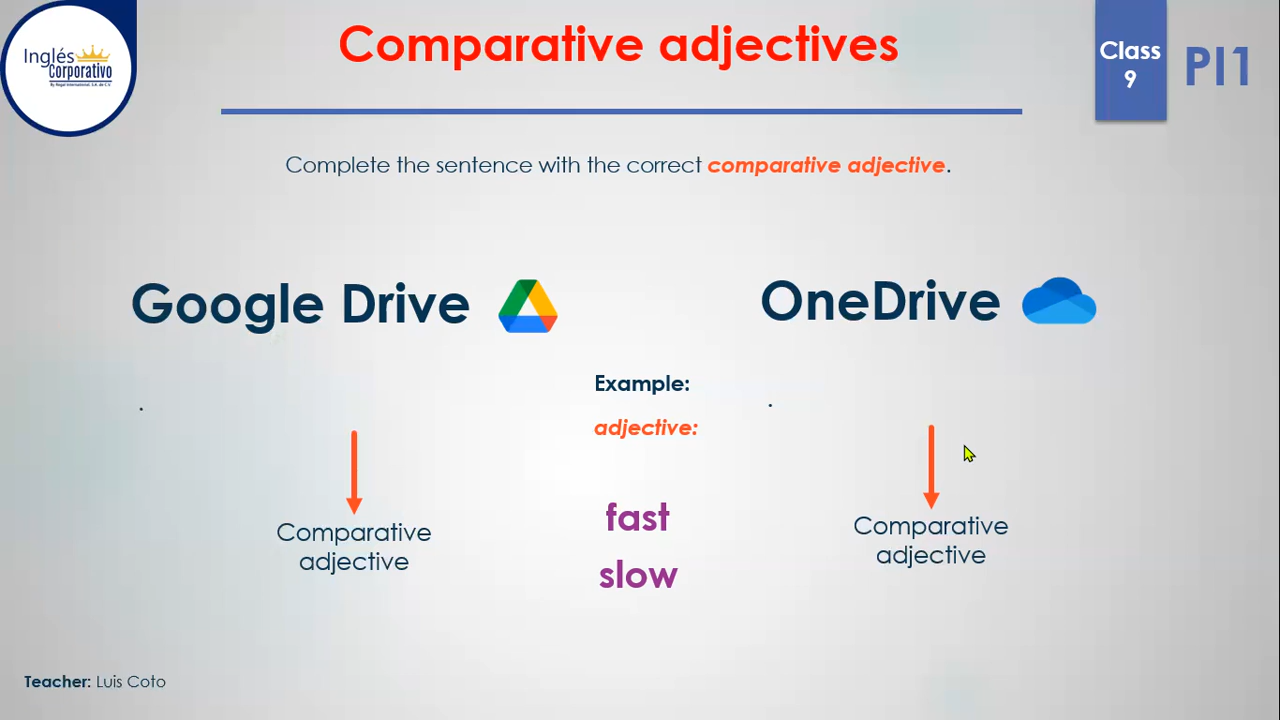 Inglés
Corporativo
By Regal International, S.A. de C.V.
Comparative adjectives
Class
9
PI1
Complete the sentence with the correct comparative adjective.
Google Drive
OneDrive
Example:
.
.
adjective:
Comparative
adjective
fast
slow
Comparative
adjective
Teacher: Luis Coto